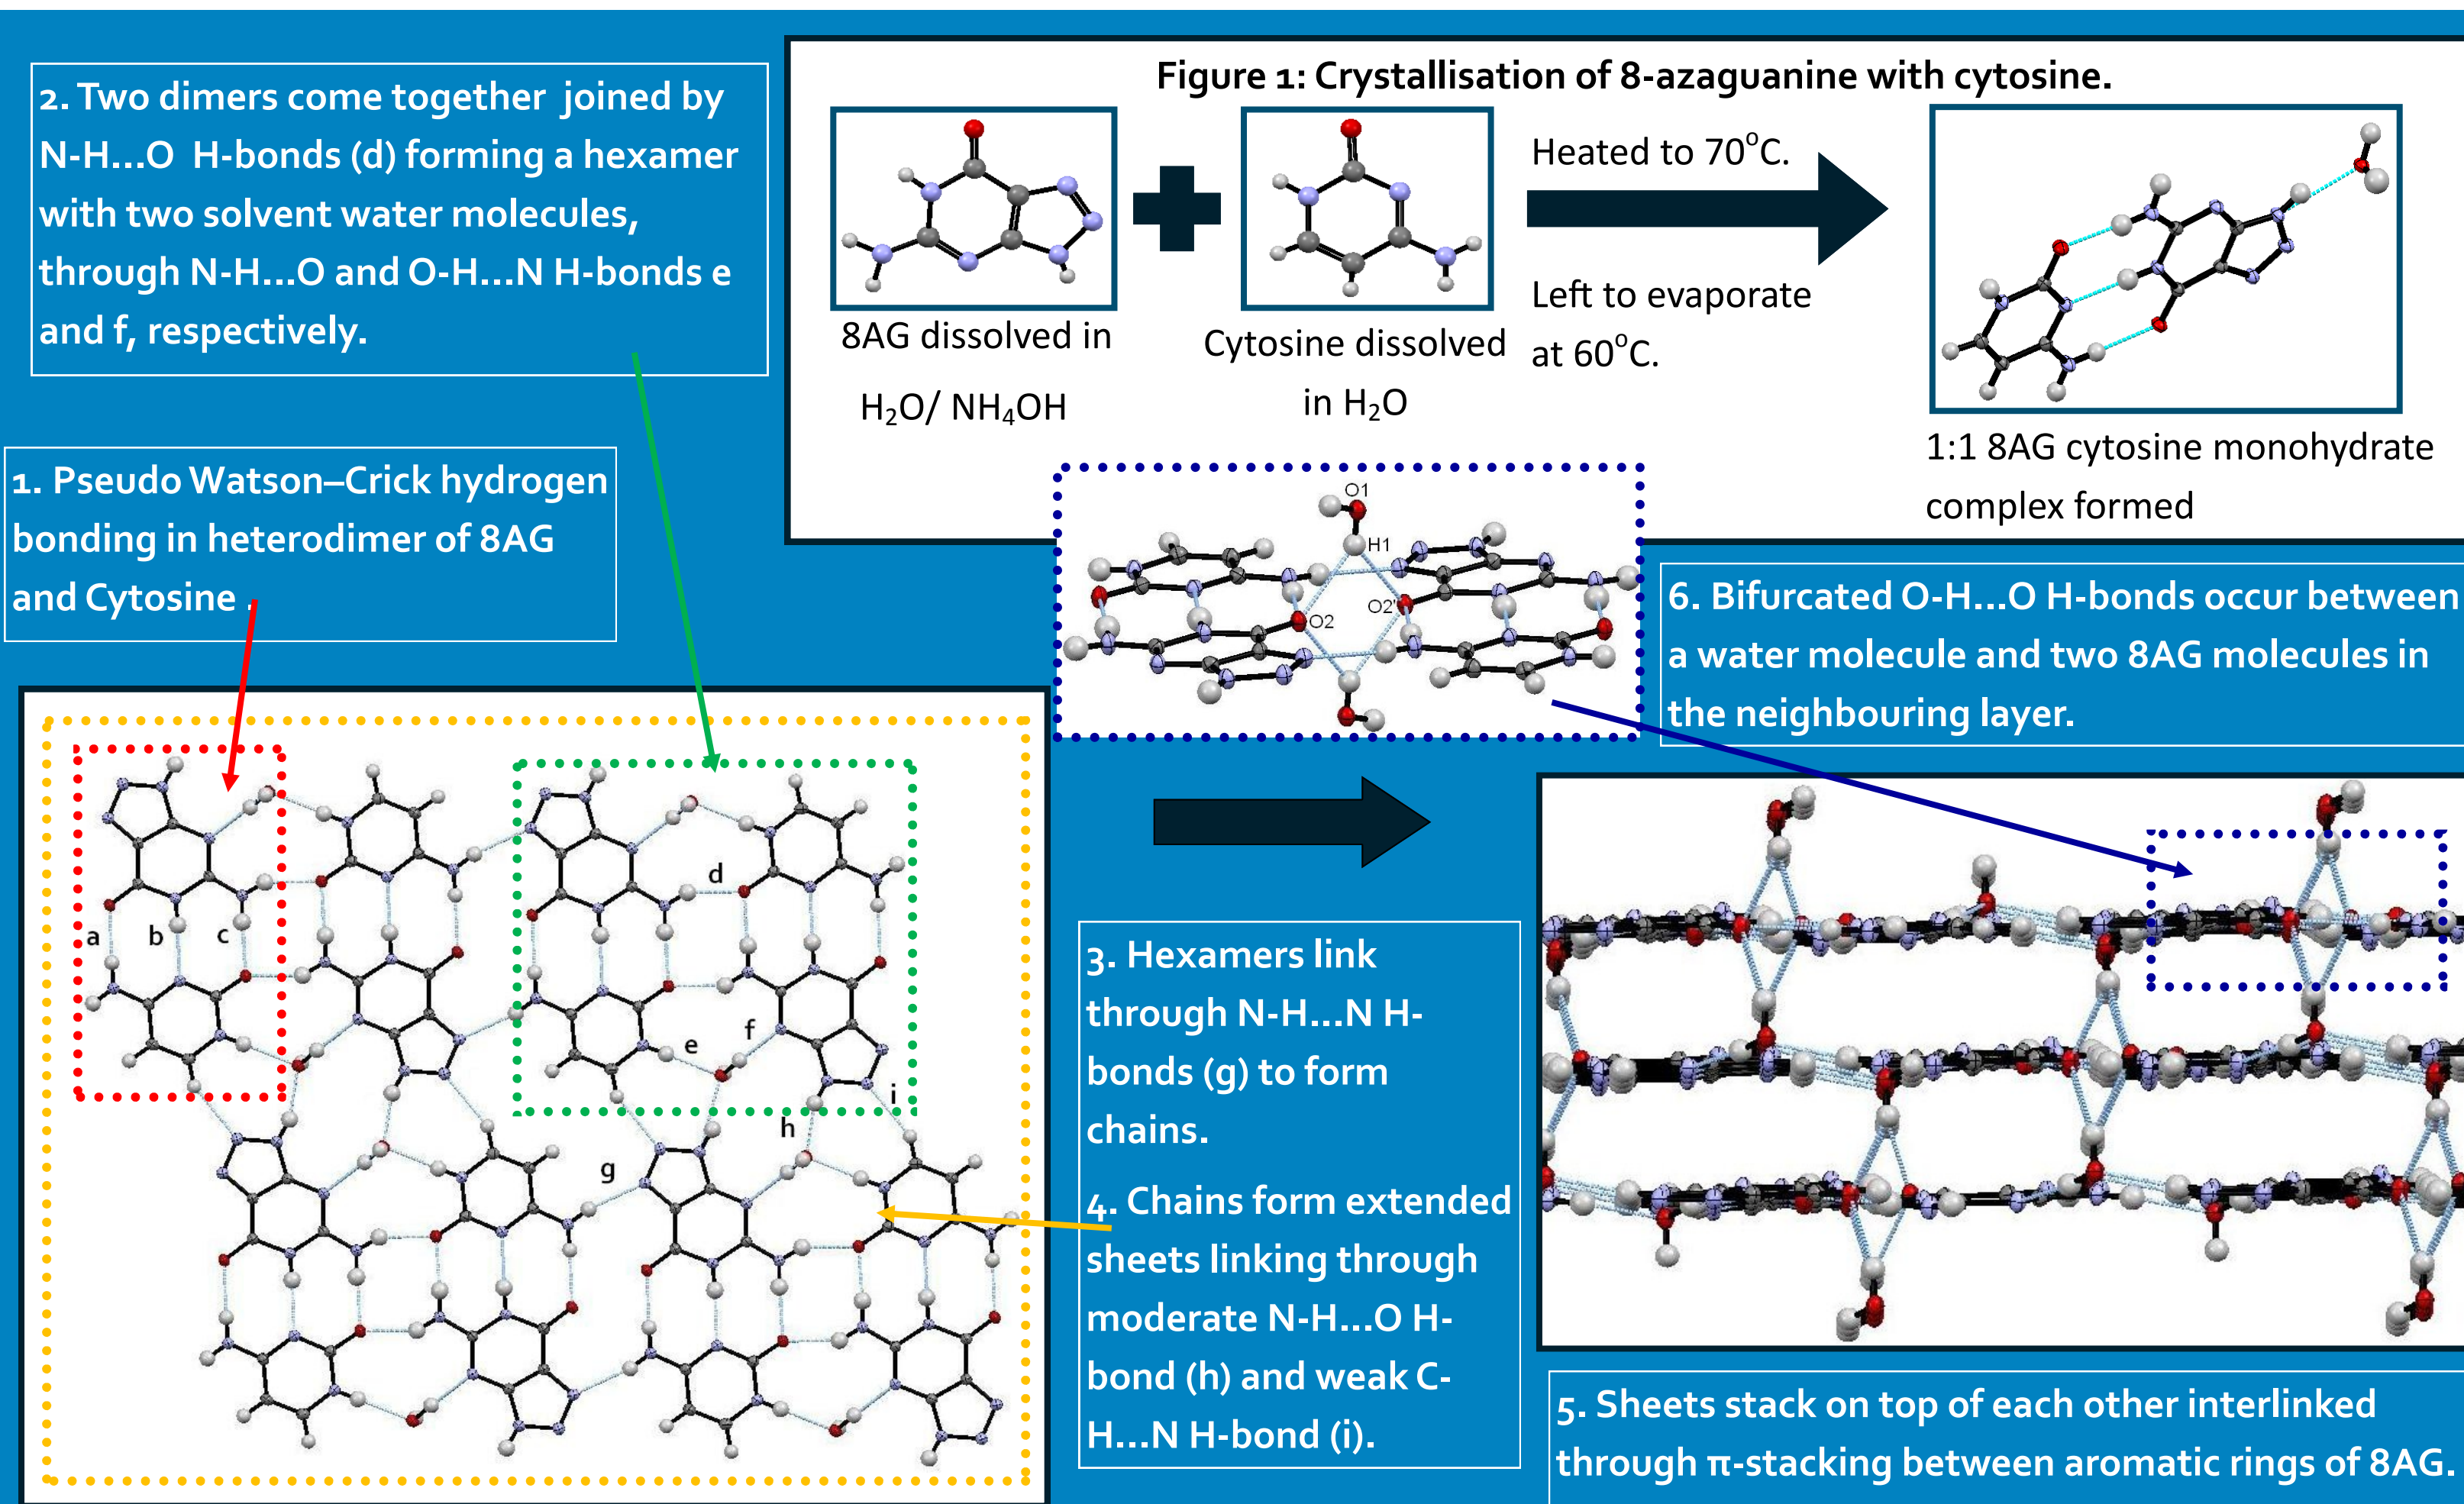 Figure 1: Crystallisation of 8-azaguanine with cytosine.
8AG dissolved in
H₂O/ NH₄OH
Cytosine dissolved
in H₂O
Heated to 70°C.
Left to evaporate
at 60°C.
1:1 8AG cytosine monohydrate
complex formed
2. Two dimers come together joined by
N-H...O H-bonds (d) forming a hexamer
with two solvent water molecules,
through N-H...O and O-H...N H-bonds e
and f, respectively.
1. Pseudo Watson–Crick hydrogen
bonding in heterodimer of 8AG
and Cytosine .
O1
H1
O2
O2'
6. Bifurcated O-H...O H-bonds occur between
a water molecule and two 8AG molecules in
the neighbouring layer.
a
b
c
d
e
f
g
h
i
3. Hexamers link
through N-H...N H-
bonds (g) to form
chains.
4. Chains form extended
sheets linking through
moderate N-H...O H-
bond (h) and weak C-
H...N H-bond (i).
5. Sheets stack on top of each other interlinked
through π-stacking between aromatic rings of 8AG.